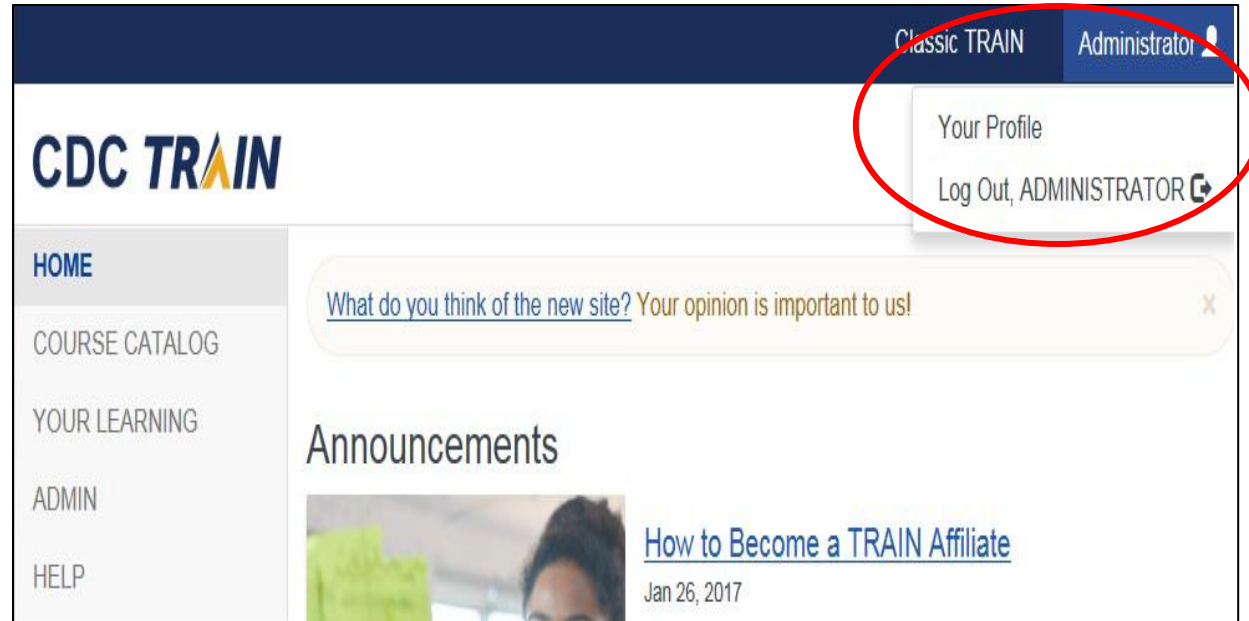 Classic TRAIN Administrator
Your Profile
Log Out, ADMINISTRATOR
CDC TRAIN
HOME
COURSE CATALOG
YOUR LEARNING
ADMIN
HELP
What do you think of the new site? Your opinion is important to us! ×
Announcements
How to Become a TRAIN Affiliate
Jan 26, 2017